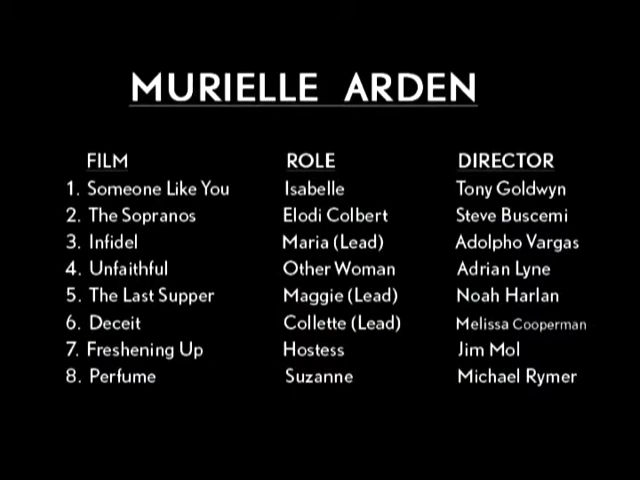 MURIELLE ARDEN
FILM ROLE DIRECTOR
1. Someone Like You Isabelle Tony Goldwyn
2. The Sopranos Elodi Colbert Steve Buscemi
3. Infidel Maria (Lead) Adolpho Vargas
4. Unfaithful Other Woman Adrian Lyne
5. The Last Supper Maggie (Lead) Noah Harlan
6. Deceit Collette (Lead) Melissa Cooperman
7. Freshening Up Hostess Jim Mol
8. Perfume Suzanne Michael Rymer